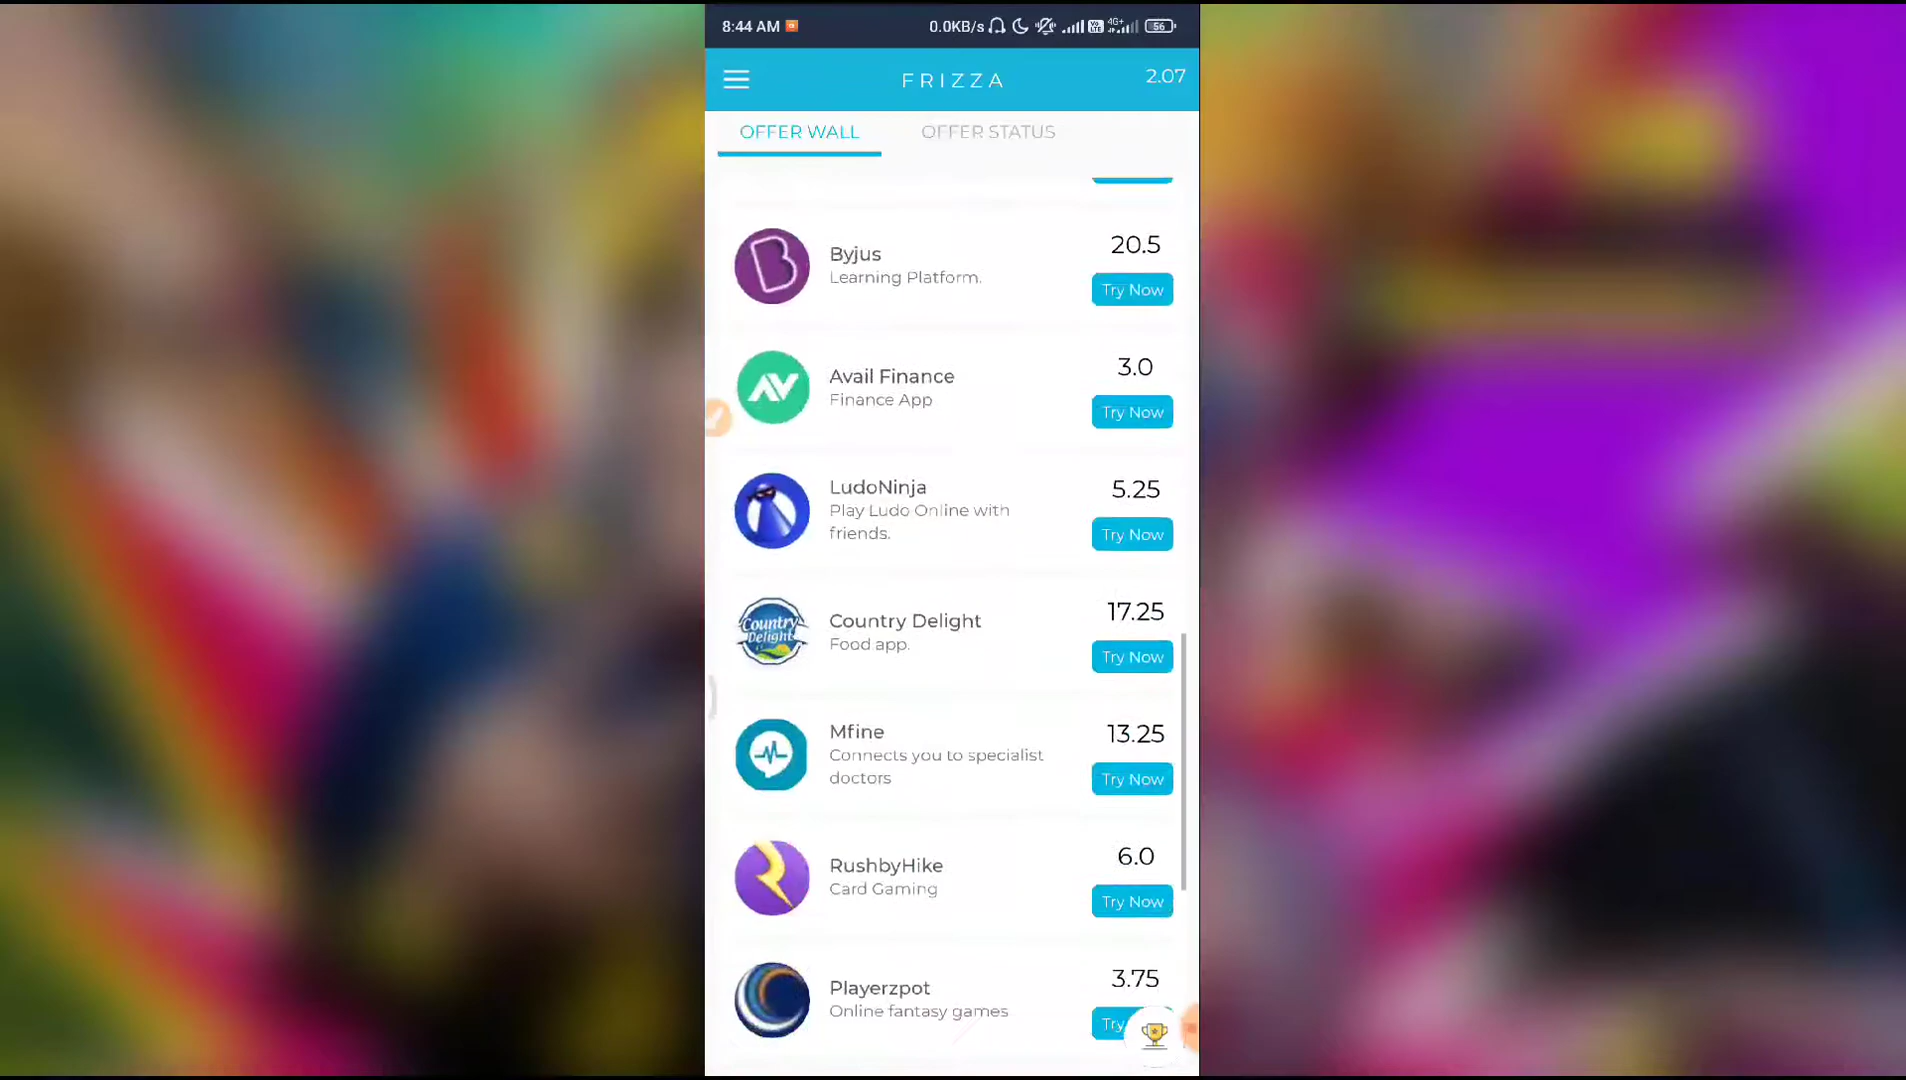 8:44 AM
0.0KB/s
4G+
56
FRIZZA
2.07
OFFER WALL
OFFER STATUS
Byjus
Learning Platform.
20.5
Try Now
Avail Finance
Finance App
3.0
Try Now
LudoNinja
Play Ludo Online with
friends.
5.25
Try Now
Country Delight
Country Delight
Food app.
17.25
Try Now
Mfine
Connects you to specialist
doctors
13.25
Try Now
RushbyHike
Card Gaming
6.0
Try Now
Playerzpot
Online fantasy games
3.75
Try